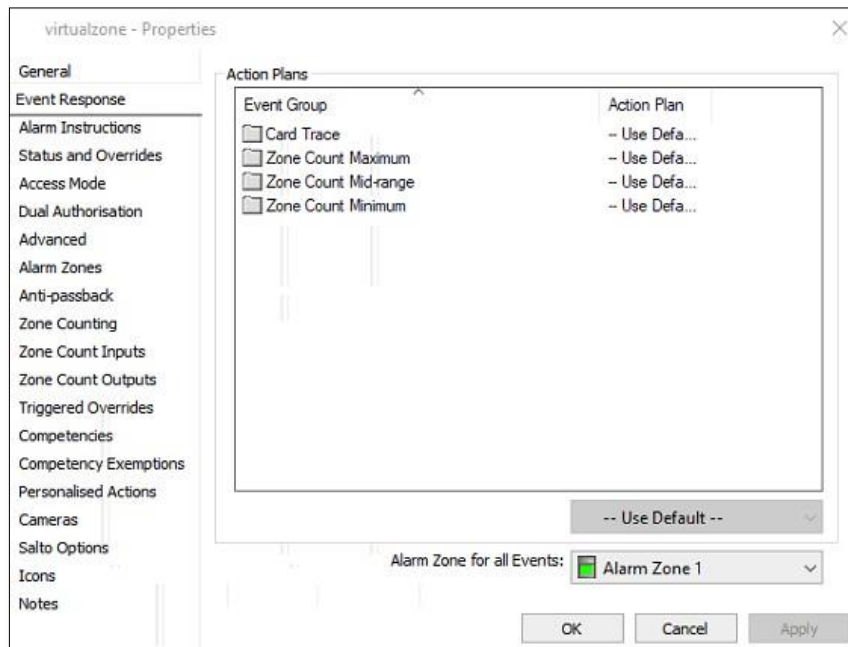 virtualzone - Properties
General
Event Response
Alarm Instructions
Status and Overrides
Access Mode
Dual Authorisation
Advanced
Alarm Zones
Anti-passback
Zone Counting
Zone Count Inputs
Zone Count Outputs
Triggered Overrides
Competencies
Competency Exemptions
Personalised Actions
Cameras
Salto Options
Icons
Notes
Action Plans
Event Group Action Plan
Card Trace -- Use Defa...
Zone Count Maximum -- Use Defa...
Zone Count Mid-range -- Use Defa...
Zone Count Minimum -- Use Defa...
-- Use Default --
Alarm Zone for all Events: Alarm Zone 1
OK Cancel Apply